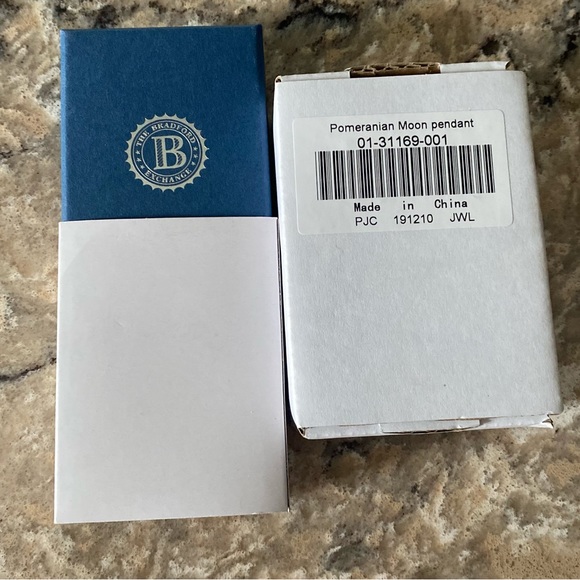 THE BRADFORD
B
EXCHANGE
Pomeranian Moon pendant
01-31169-001
Made in China
PJC 191210 JWL